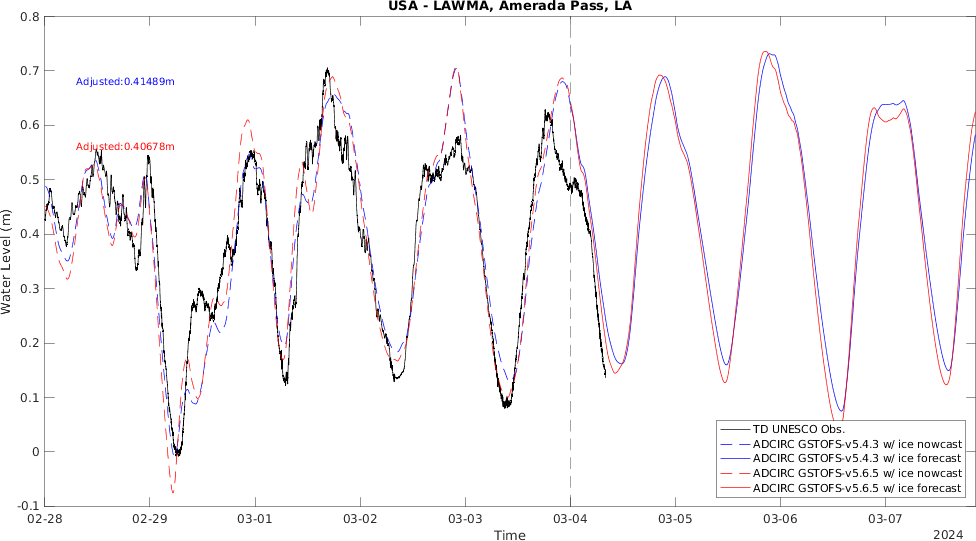 USA - LAWMA, Amerada Pass, LA
0.8
0.7
0.6
0.5
0.4
0.3
0.2
0.1
0
-0.1
Water Level (m)
Adjusted:0.41489m
Adjusted:0.40678m
TD UNESCO Obs.
ADCIRC GSTOFS-v5.4.3 w/ ice nowcast
ADCIRC GSTOFS-v5.4.3 w/ ice forecast
ADCIRC GSTOFS-v5.6.5 w/ ice nowcast
ADCIRC GSTOFS-v5.6.5 w/ ice forecast
02-28 02-29 03-01 03-02 03-03 03-04 03-05 03-06 03-07
Time
2024